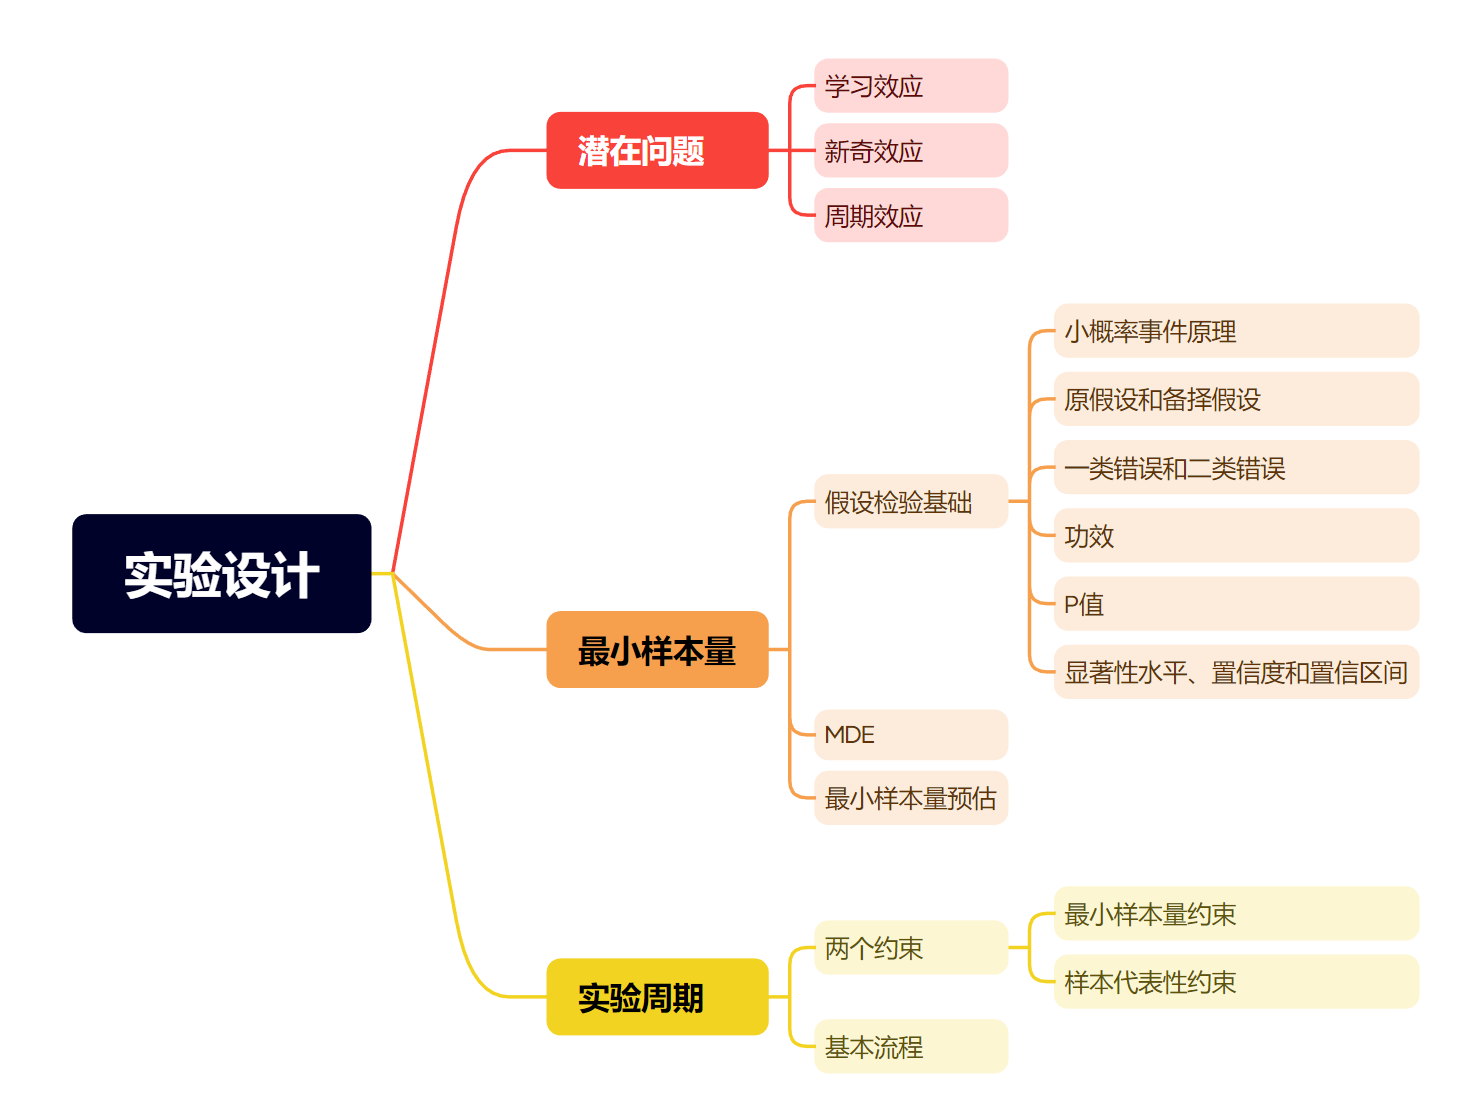 实验设计
潜在问题
学习效应
新奇效应
周期效应
最小样本量
假设检验基础
小概率事件原理
原假设和备择假设
一类错误和二类错误
功效
P值
显著性水平、置信度和置信区间
MDE
最小样本量预估
实验周期
两个约束
最小样本量约束
样本代表性约束
基本流程